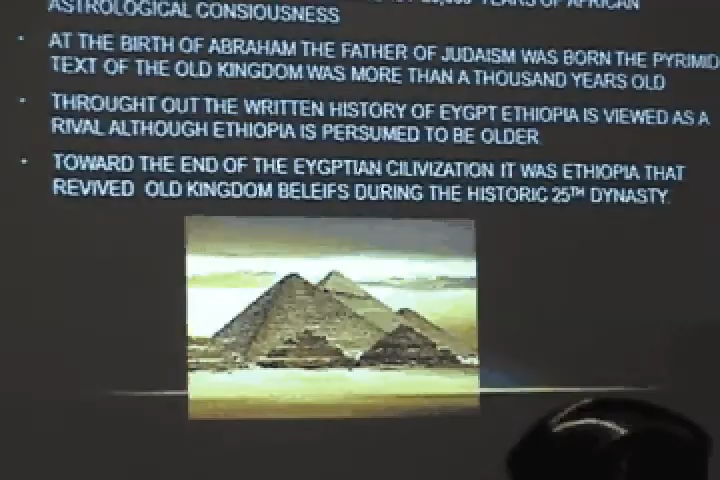 YEARS OF AFRICAN
ASTROLOGICAL CONSIOUSNESS
• AT THE BIRTH OF ABRAHAM THE FATHER OF JUDAISM WAS BORN THE PYRIMID
TEXT OF THE OLD KINGDOM WAS MORE THAN A THOUSAND YEARS OLD
• THROUGHT OUT THE WRITTEN HISTORY OF EYGPT ETHIOPIA IS VIEWED AS A
RIVAL ALTHOUGH ETHIOPIA IS PERSUMED TO BE OLDER.
• TOWARD THE END OF THE EYGPTIAN CILIVIZATION IT WAS ETHIOPIA THAT
REVIVED OLD KINGDOM BELEIFS DURING THE HISTORIC 25TH DYNASTY.